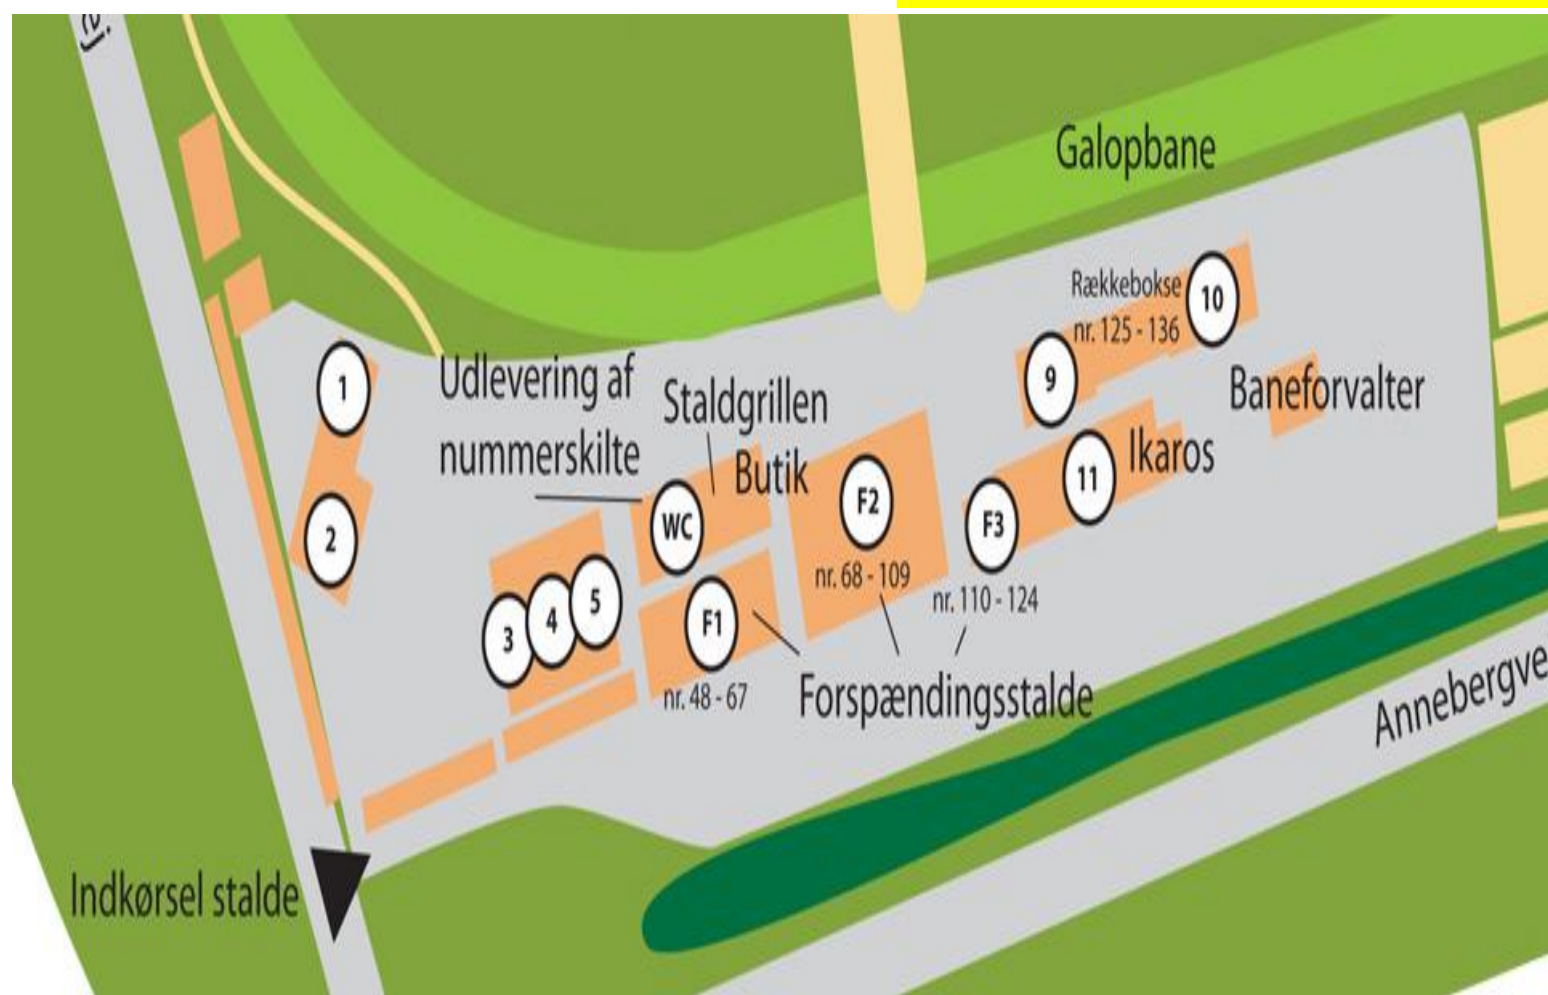 Galopbane
Rækkebokse
nr. 125 - 136
10
9
1
Udlevering af
nummerskilte
Staldgrillen
Butik
Baneforvalter
Ikaros
11
WC
F2
F3
2
nr. 68 - 109
nr. 110 - 124
3
4
5
F1
nr. 48 - 67
Forspændingsstalde
Indkørsel stalde